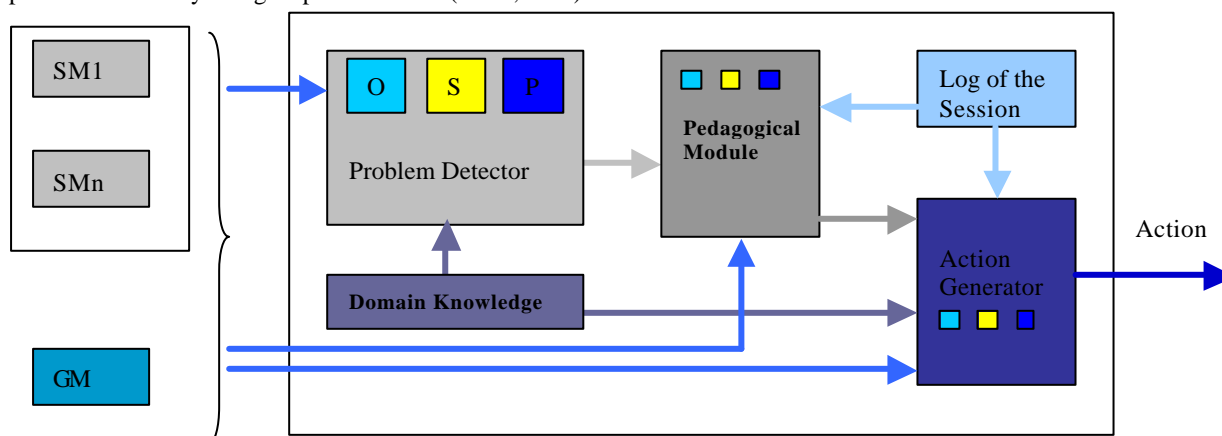 SM1
SMn
GM
O
S
P
Problem Detector
Domain Knowledge
Pedagogical
Module
Log of the
Session
Action
Generator
Action